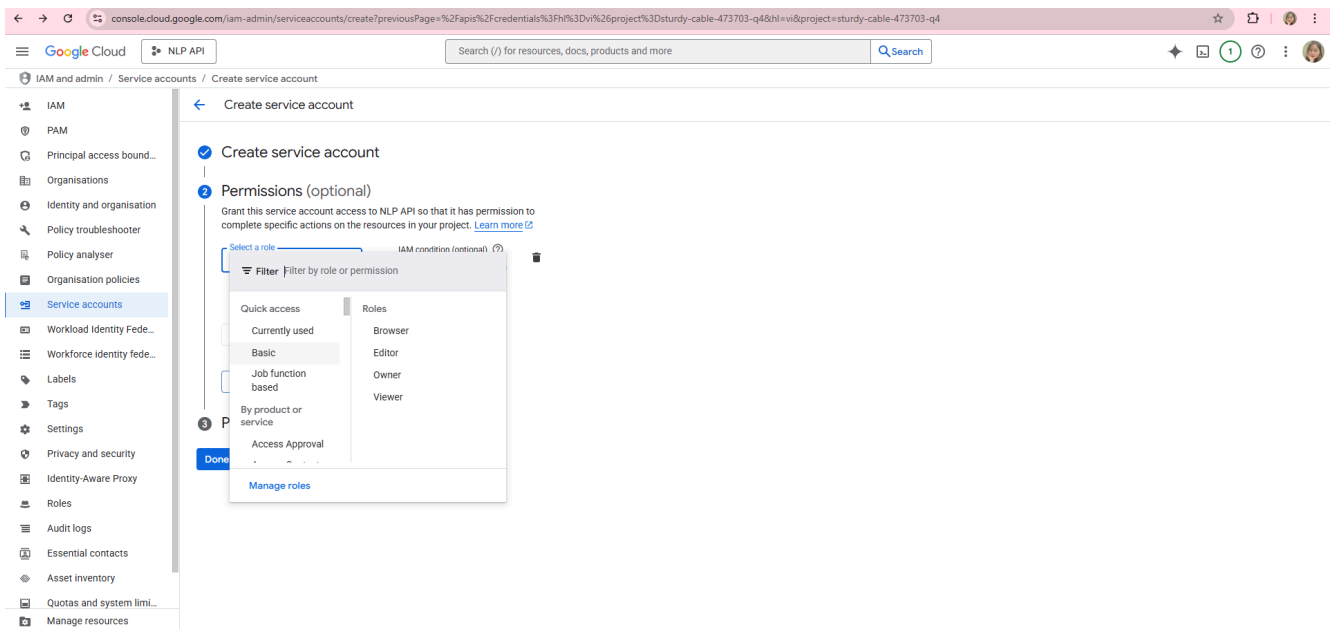 console.cloud.google.com/iam-admin/serviceaccounts/create?previousPage=%2Fapis%2Fcredentials%3Fhl%3Dvi%26project%3Dsturdy-cable-473703-q4&hl=vi&project=sturdy-cable-473703-q4
Google Cloud
NLP API
Search (/) for resources, docs, products and more
Search
1
IAM and admin / Service accounts / Create service account
IAM
PAM
Principal access bound...
Organisations
Identity and organisation
Policy troubleshooter
Policy analyser
Organisation policies
Service accounts
Workload Identity Fede...
Workforce identity fede...
Labels
Tags
Settings
Privacy and security
Identity-Aware Proxy
Roles
Audit logs
Essential contacts
Asset inventory
Quotas and system limi...
Manage resources
Create service account
Create service account
2 Permissions (optional)
Grant this service account access to NLP API so that it has permission to
complete specific actions on the resources in your project. Learn more
Select a role
IAM condition (optional)
Filter Filter by role or permission
Quick access
Currently used
Basic
Job function
based
By product or
service
Access Approval
Roles
Browser
Editor
Owner
Viewer
Manage roles
3 P
Done